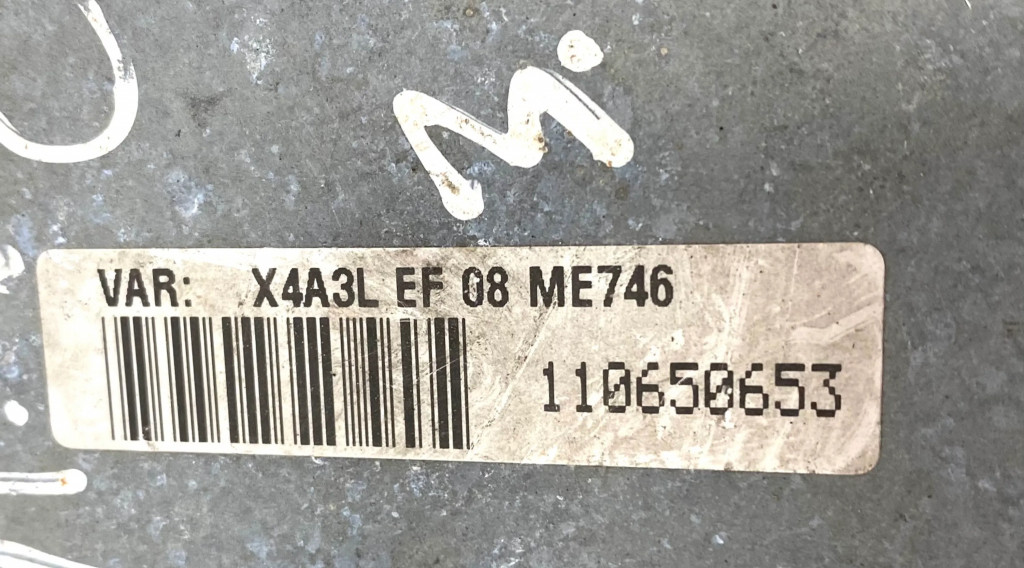 M.
VAR: X4A3L EF 08 ME746
110650653